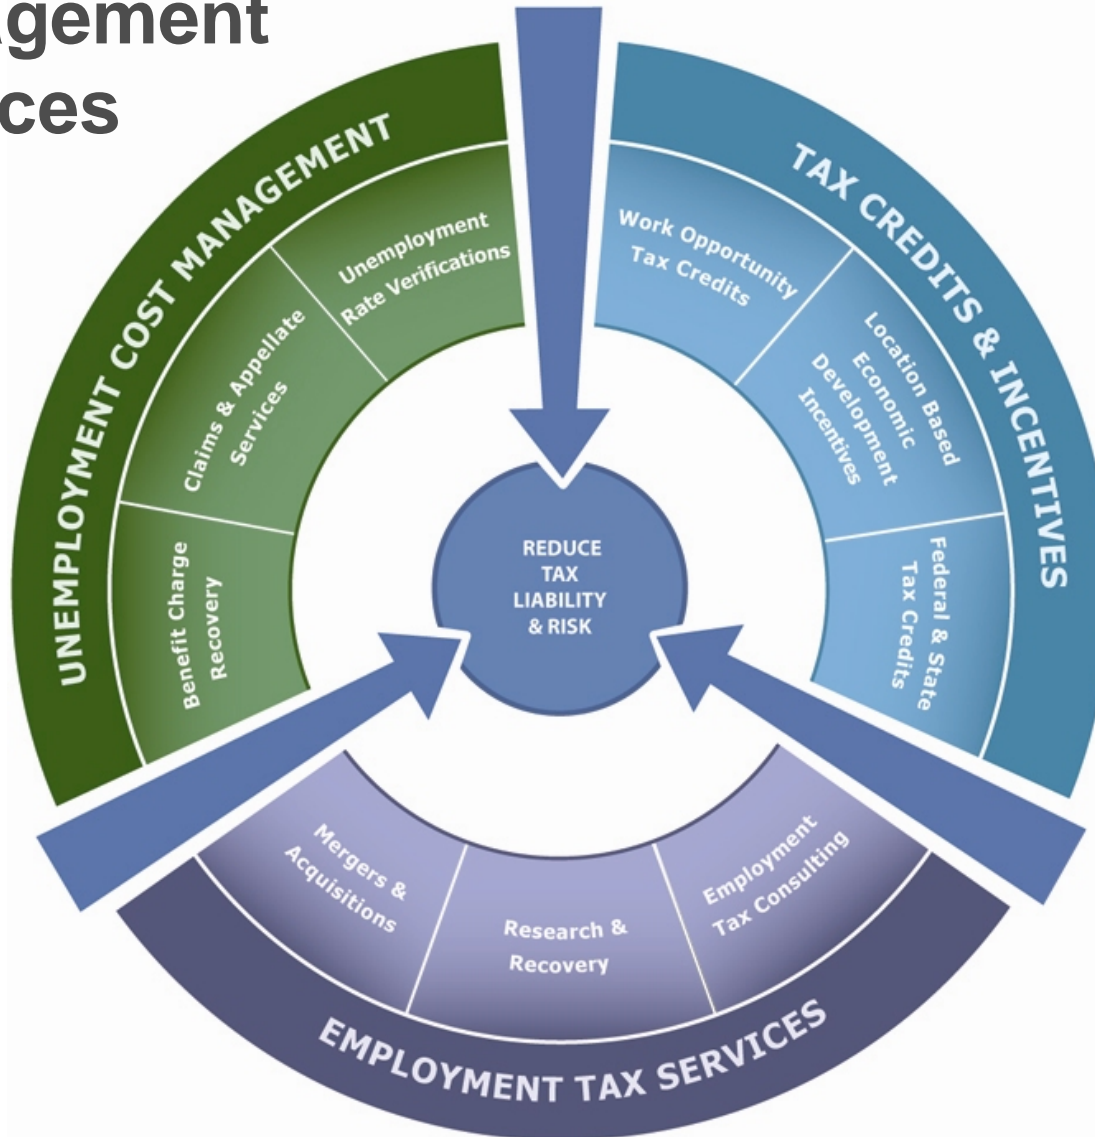 agement
ces
UNEMPLOYMENT COST MANAGEMENT
Unemployment
Rate Verifications
Claims & Appellate
Services
Benefit Charge
Recovery
TAX CREDITS & INCENTIVES
Work Opportunity
Tax Credits
Location Based
Economic
Development
Incentives
Federal & State
Tax Credits
REDUCE
TAX
LIABILITY
& RISK
Mergers &
Acquisitions
Research &
Recovery
Employment
Tax Consulting
EMPLOYMENT TAX SERVICES